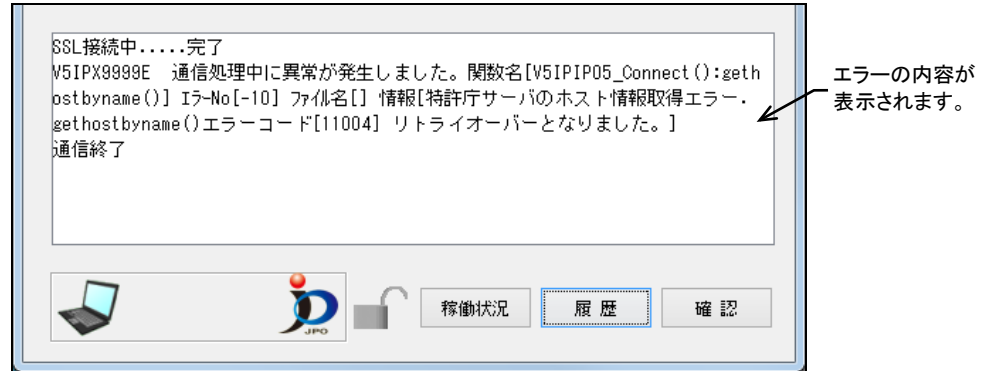 SSL接続中.....完了
V5IPX9999E　通信処理中に異常が発生しました。関数名[V5IPIP05_Connect():geth
ostbyname()] ｴﾗｰNo[-10] ﾌｧｲﾙ名[] 情報[特許庁サーバのホスト情報取得エラー.
gethostbyname()エラーコード[11004] リトライオーバーとなりました。]
通信終了
エラーの内容が
表示されます。
JPO
稼働状況
履 歴
確 認